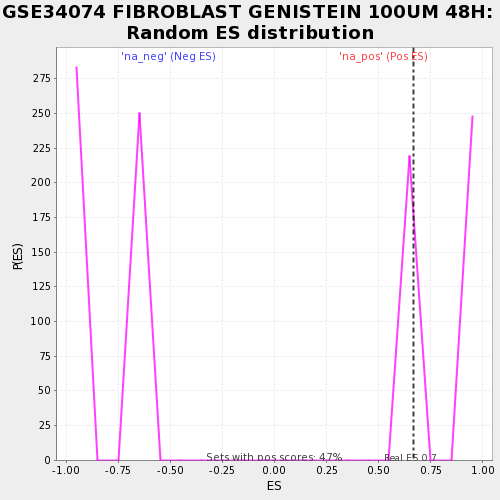 GSE34074 FIBROBLAST GENISTEIN 100UM 48H:
Random ES distribution
'na_neg' (Neg ES)
'na_pos' (Pos ES)
P(ES)
275
250
225
200
175
150
125
100
75
50
25
0
Sets with pos scores: 47%
Real ES 0.7
-1.00 -0.75 -0.50 -0.25 0.00 0.25 0.50 0.75 1.00
ES